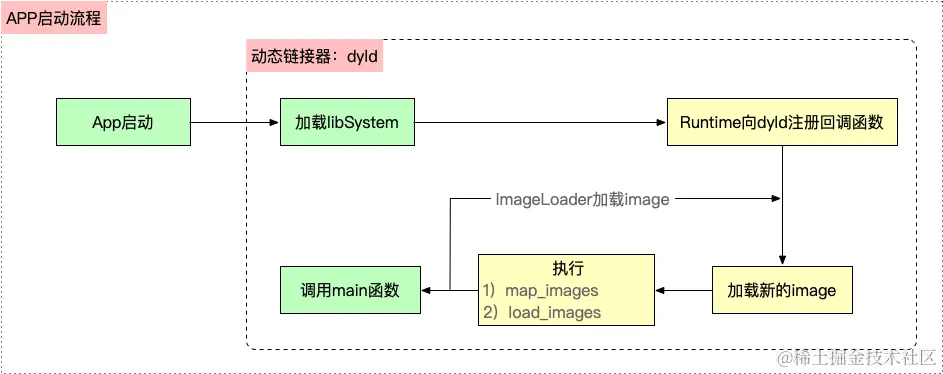 APP启动流程
动态链接器：dyld
App启动
加载libSystem
Runtime向dyld注册回调函数
ImageLoader加载image
调用main函数
执行
1）map_images
2）load_images
加载新的image
@稀土掘金技术社区